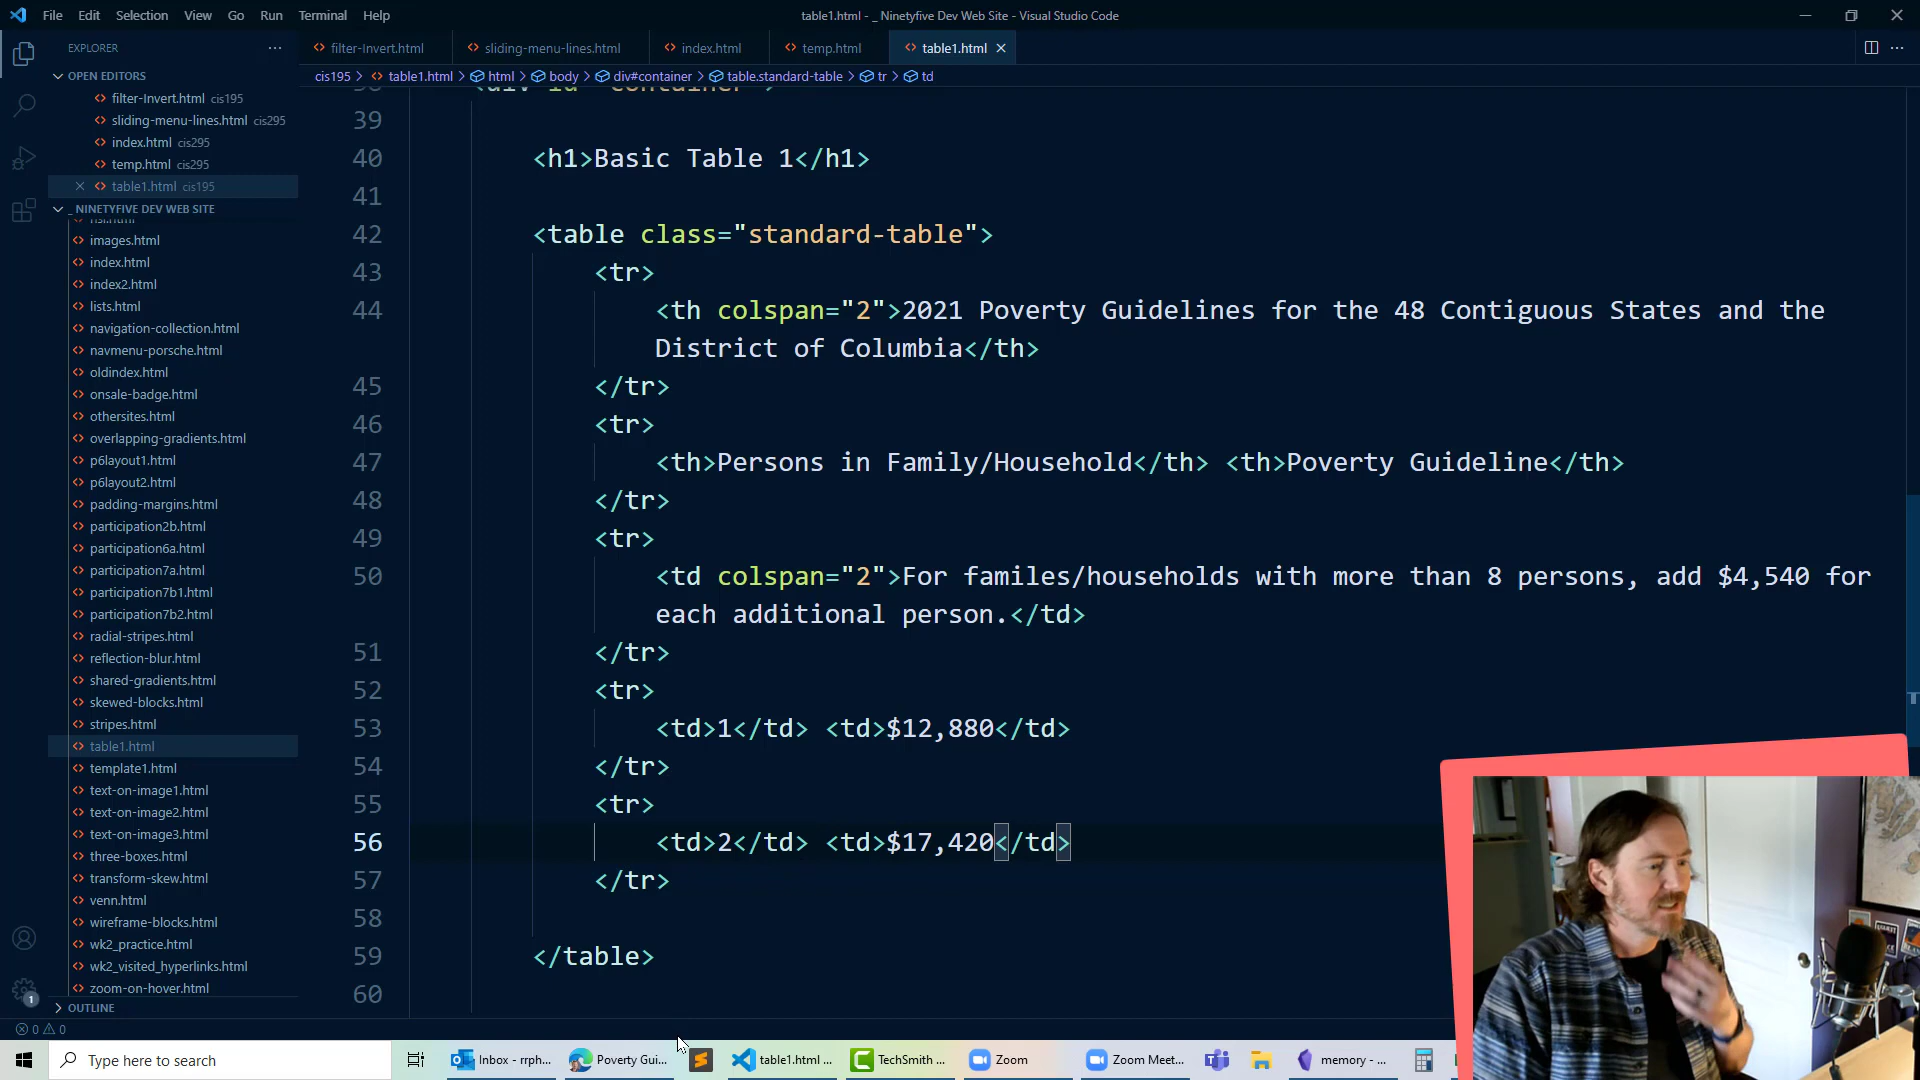 File Edit Selection View Go Run Terminal Help
table1.html - _ Ninetyfive Dev Web Site - Visual Studio Code
EXPLORER
filter-Invert.html
sliding-menu-lines.html
index.html
temp.html
table1.html
OPEN EDITORS
cis195 > table1.html > html > body > div#container > table.standard-table > tr > td
filter-Invert.html cis195
sliding-menu-lines.html cis295
index.html cis295
temp.html cis295
table1.html cis195
_ NINETYFIVE DEV WEB SITE
images.html
index.html
index2.html
lists.html
navigation-collection.html
navmenu-porsche.html
oldindex.html
onsale-badge.html
othersites.html
overlapping-gradients.html
p6layout1.html
p6layout2.html
padding-margins.html
participation2b.html
participation6a.html
participation7a.html
participation7b1.html
participation7b2.html
radial-stripes.html
reflection-blur.html
shared-gradients.html
skewed-blocks.html
stripes.html
table1.html
template1.html
text-on-image1.html
text-on-image2.html
text-on-image3.html
three-boxes.html
transform-skew.html
venn.html
wireframe-blocks.html
wk2_practice.html
wk2_visited_hyperlinks.html
zoom-on-hover.html
OUTLINE
39
40 <h1>Basic Table 1</h1>
41
42 <table class="standard-table">
43 <tr>
44 <th colspan="2">2021 Poverty Guidelines for the 48 Contiguous States and the
District of Columbia</th>
45 </tr>
46 <tr>
47 <th>Persons in Family/Household</th> <th>Poverty Guideline</th>
48 </tr>
49 <tr>
50 <td colspan="2">For familes/households with more than 8 persons, add $4,540 for
each additional person.</td>
51 </tr>
52 <tr>
53 <td>1</td> <td>$12,880</td>
54 </tr>
55 <tr>
56 <td>2</td> <td>$17,420</td>
57 </tr>
58
59 </table>
60
1
0 0
Type here to search
Inbox - rrph...
Poverty Gui...
table1.html ...
TechSmith ...
Zoom
Zoom Meet...
memory - ...